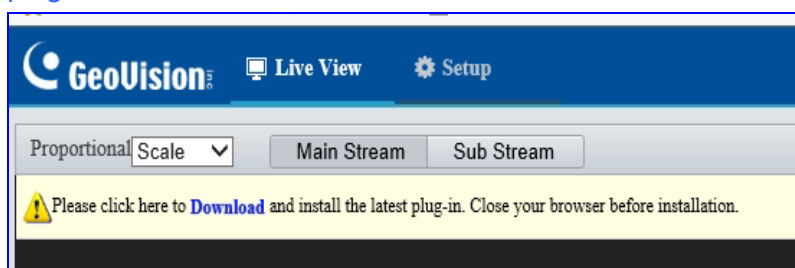 GeoVision inc
Live View
Setup
Proportional Scale
Main Stream
Sub Stream
Please click here to Download and install the latest plug-in. Close your browser before installation.